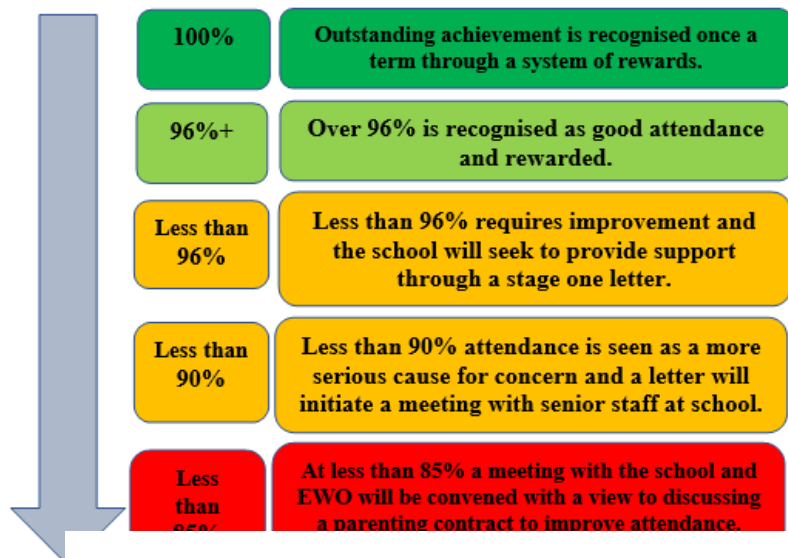 100%
Outstanding achievement is recognised once a
term through a system of rewards.
96%+
Over 96% is recognised as good attendance
and rewarded.
Less than
96%
Less than 96% requires improvement and
the school will seek to provide support
through a stage one letter.
Less than
90%
Less than 90% attendance is seen as a more
serious cause for concern and a letter will
initiate a meeting with senior staff at school.
Less
than
85%
At less than 85% a meeting with the school and
EWO will be convened with a view to discussing
a parenting contract to improve attendance.